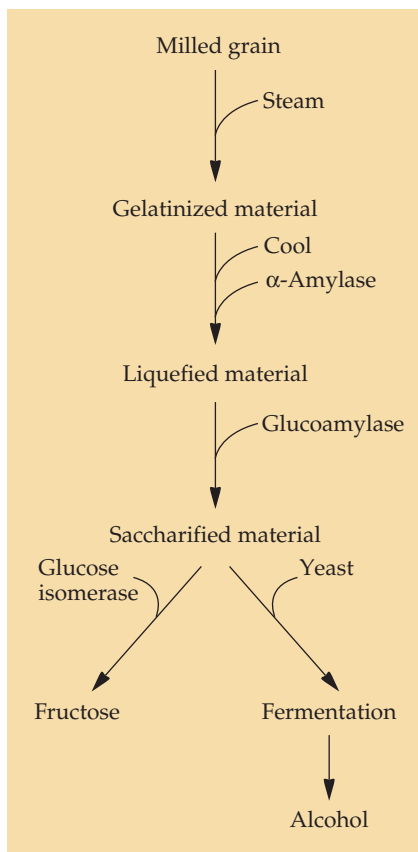 Milled grain
Steam
Gelatinized material
Cool
α-Amylase
Liquefied material
Glucoamylase
Saccharified material
Glucose
isomerase
Yeast
Fructose
Fermentation
Alcohol